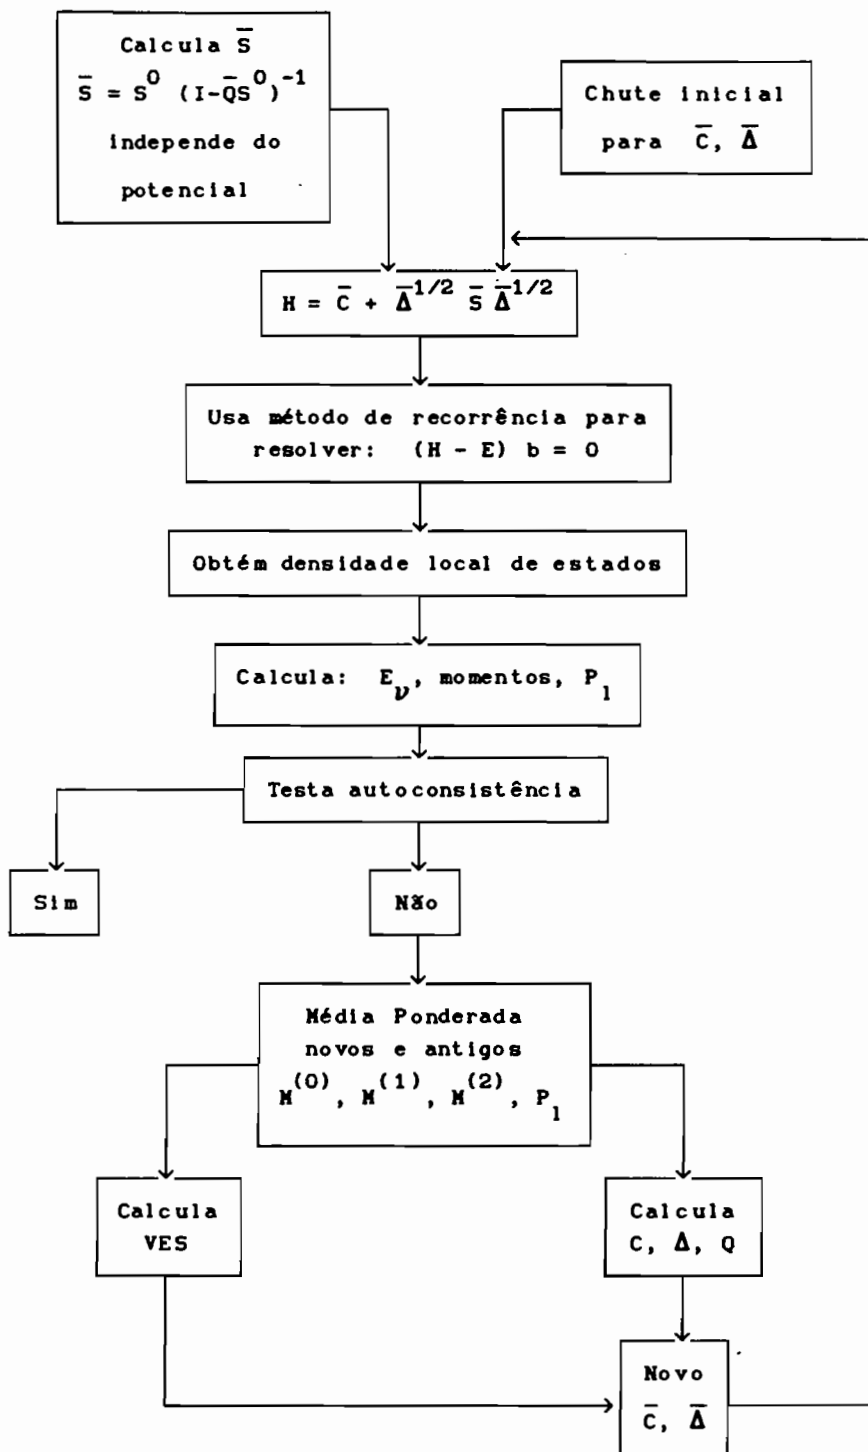 Calcula S̄
S̄ = S⁰ (I-Q̄S⁰)⁻¹
independe do
potencial
Chute inicial
para C̄, Δ̄
H = C̄ + Δ̄^1/2 S̄ Δ̄^1/2
Usa método de recorrência para
resolver: (H - E) b = 0
Obtém densidade local de estados
Calcula: E_ν, momentos, P_l
Testa autoconsistência
Sim
Não
Média Ponderada
novos e antigos
M^(0), M^(1), M^(2), P_l
Calcula
VES
Calcula
C, Δ, Q
Novo
C̄, Δ̄